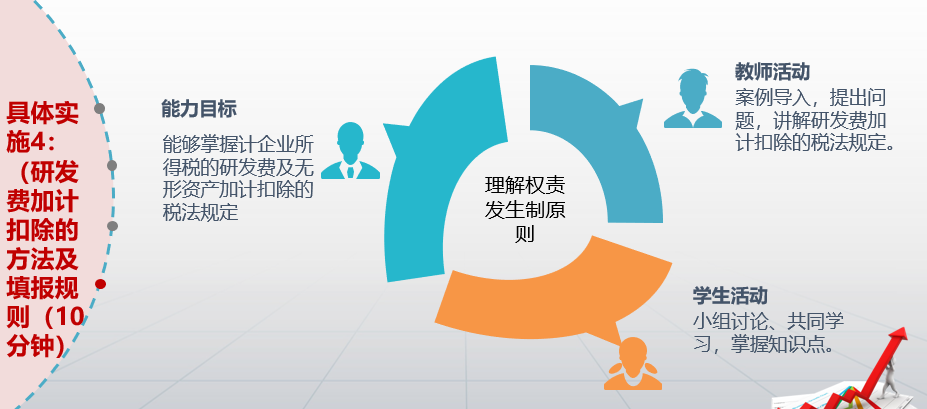 具体实
施4：
（研发
费加计
扣除的
方法及
填报规
则（10
分钟）
能力目标
能够掌握计企业所
得税的研发费及无
形资产加计扣除的
税法规定
理解权责
发生制原
则
教师活动
案例导入，提出问
题，讲解研发费加
计扣除的税法规定。
学生活动
小组讨论、共同学
习，掌握知识点。